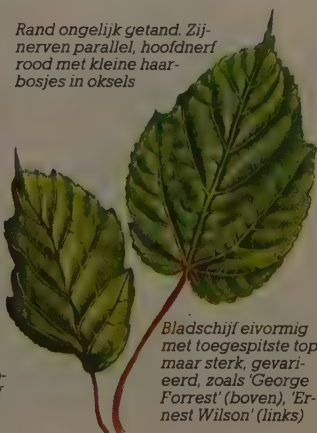 Rand ongelijk getand. Zij-
nerven parallel, hoofdnerf
rood met kleine haar-
bosjes in oksels
Bladschijf eivormig
met toegespitste top
maar sterk, gevari-
eerd, zoals 'George
Forrest' (boven), 'Er-
nest Wilson' (links)